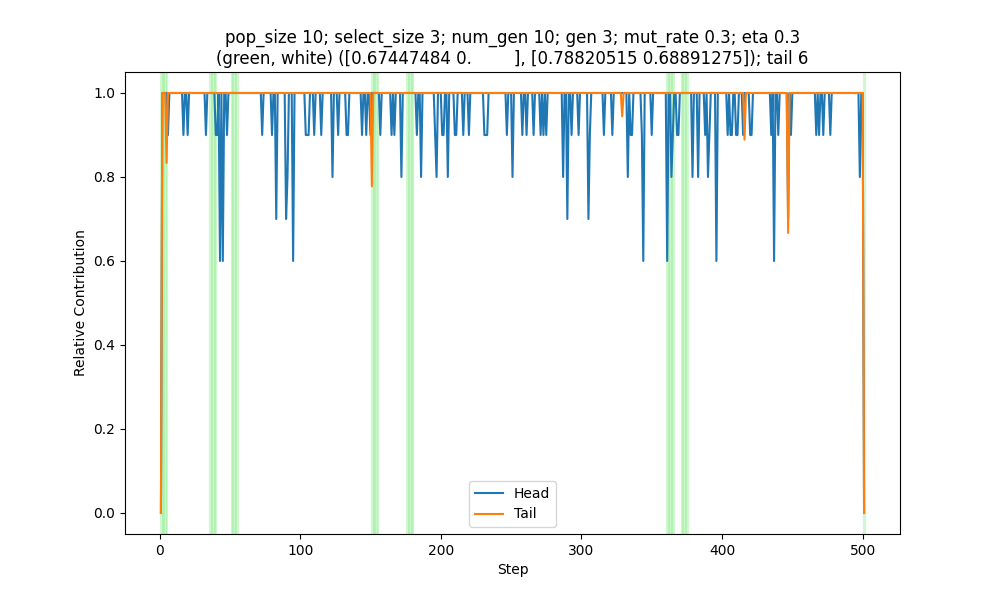 pop_size 10; select_size 3; num_gen 10; gen 3; mut_rate 0.3; eta 0.3
(green, white) ([0.67447484 0.        ], [0.78820515 0.68891275]); tail 6
1.0
0.8
0.6
0.4
0.2
0.0
Relative Contribution
Head
Tail
0
100
200
300
400
500
Step